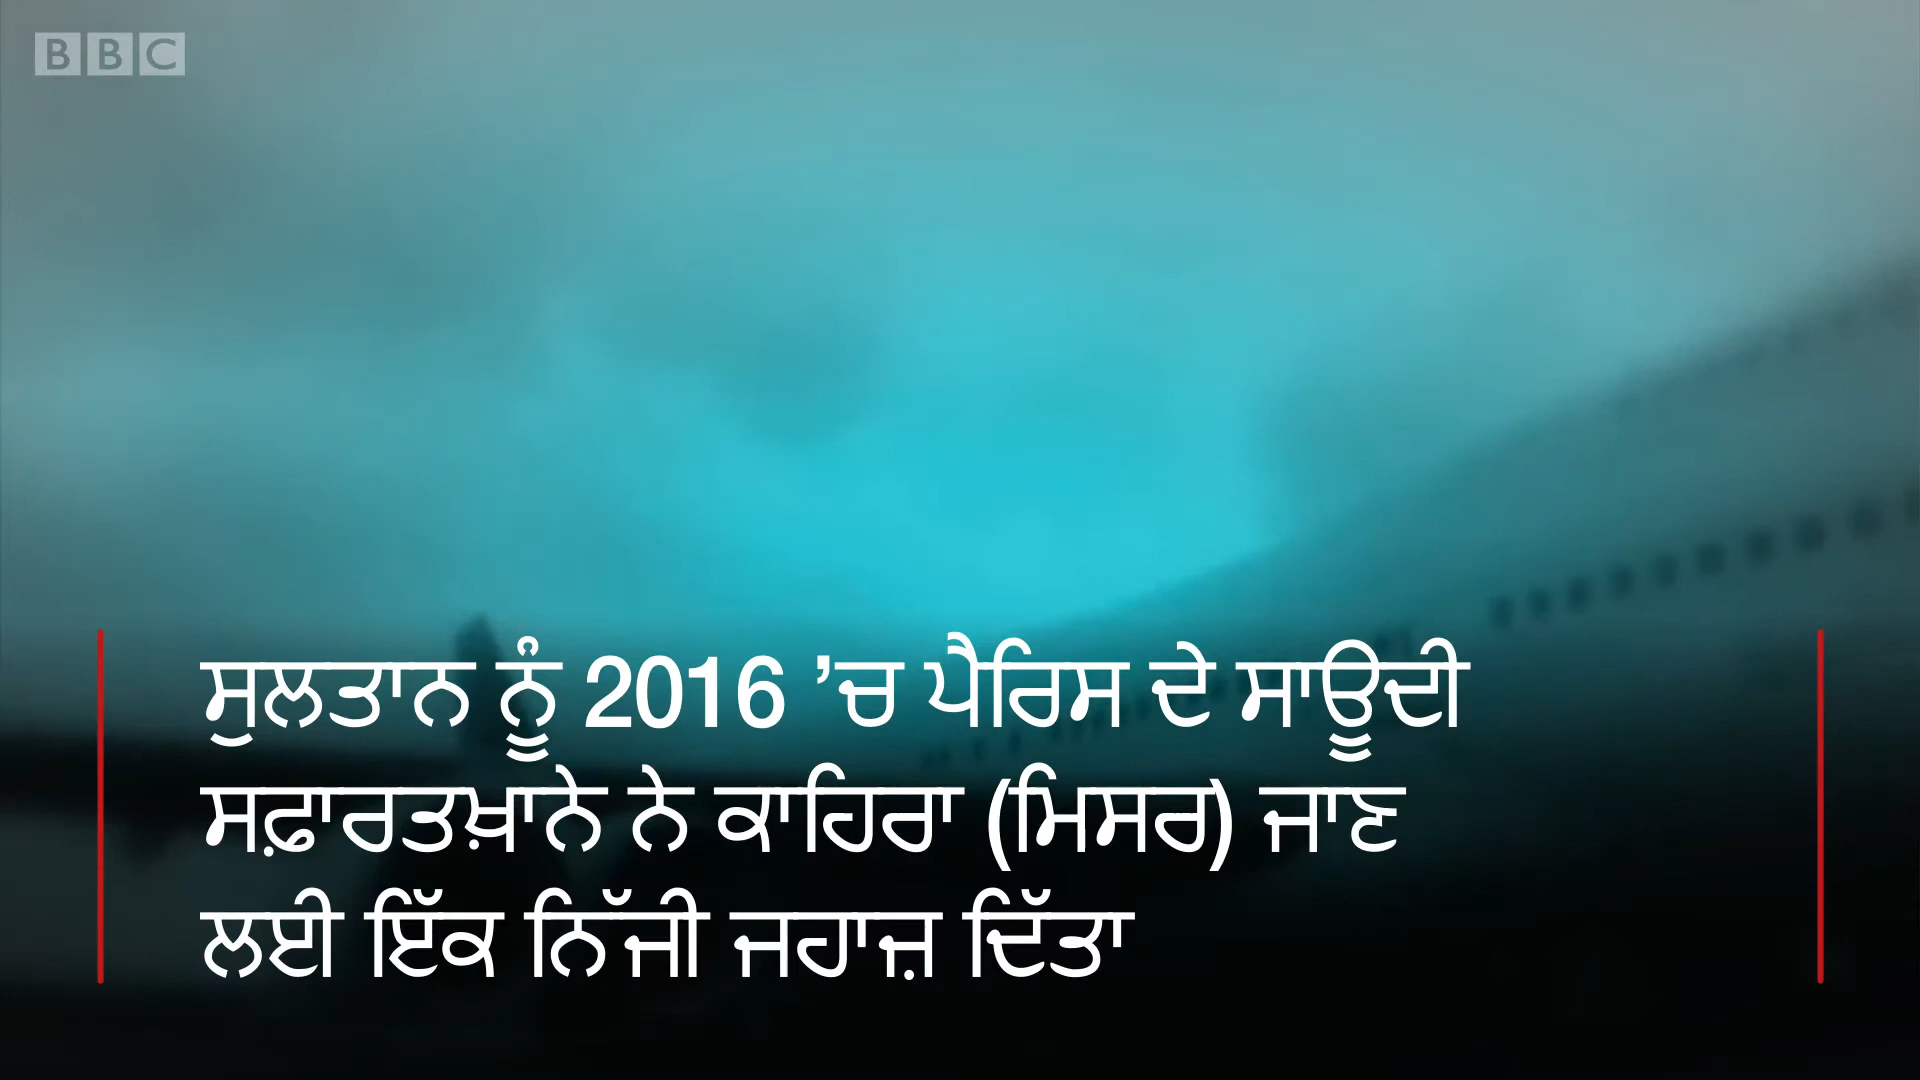 BBC
ਸੁਲਤਾਨ ਨੂੰ 2016 ’ਚ ਪੈਰਿਸ ਦੇ ਸਾਊਦੀ
ਸਫ਼ਾਰਤਖ਼ਾਨੇ ਨੇ ਕਾਹਿਰਾ (ਮਿਸਰ) ਜਾਣ
ਲਈ ਇੱਕ ਨਿੱਜੀ ਜਹਾਜ਼ ਦਿੱਤਾ